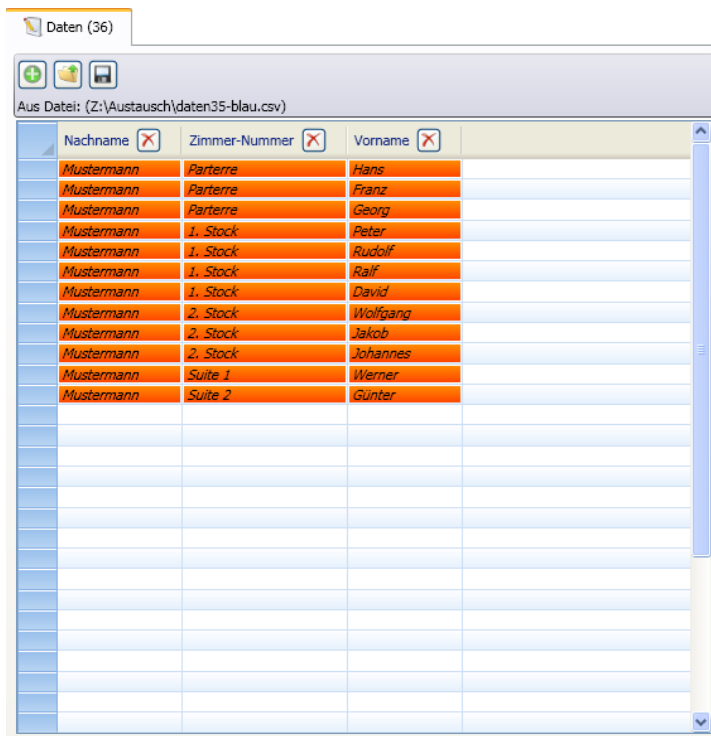 Daten (36)
Aus Datei: (Z:\Austausch\daten35-blau.csv)
Nachname Zimmer-Nummer Vorname
Mustermann Parterre Hans
Mustermann Parterre Franz
Mustermann Parterre Georg
Mustermann 1. Stock Peter
Mustermann 1. Stock Rudolf
Mustermann 1. Stock Ralf
Mustermann 1. Stock David
Mustermann 2. Stock Wolfgang
Mustermann 2. Stock Jakob
Mustermann 2. Stock Johannes
Mustermann Suite 1 Werner
Mustermann Suite 2 Günter